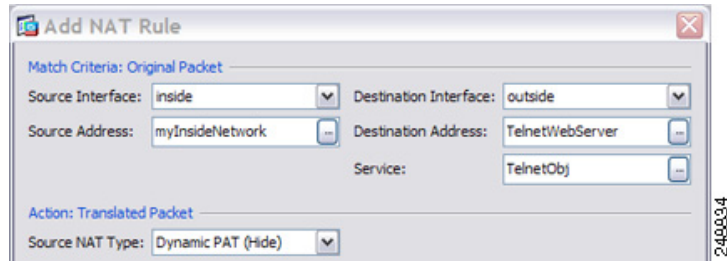 Add NAT Rule
Match Criteria: Original Packet
Source Interface: inside Destination Interface: outside
Source Address: myInsideNetwork ... Destination Address: TelnetWebServer ...
Service: TelnetObj ...
Action: Translated Packet
Source NAT Type: Dynamic PAT (Hide)
248934